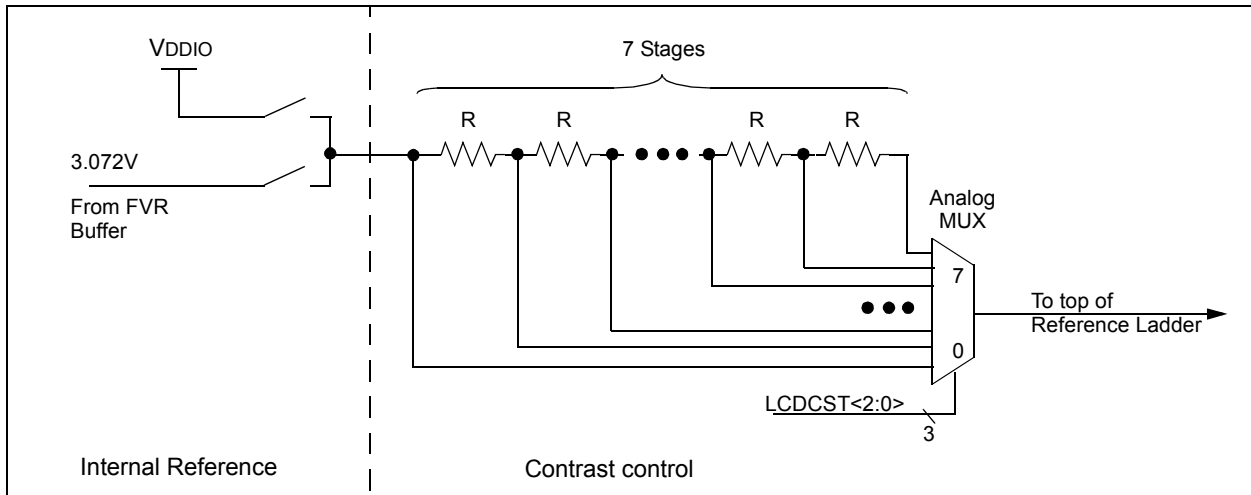 VDDIO
7 Stages
R
R
R
R
3.072V
From FVR
Buffer
Analog
MUX
7
0
To top of
Reference Ladder
LCDCST<2:0>
3
Internal Reference
Contrast control